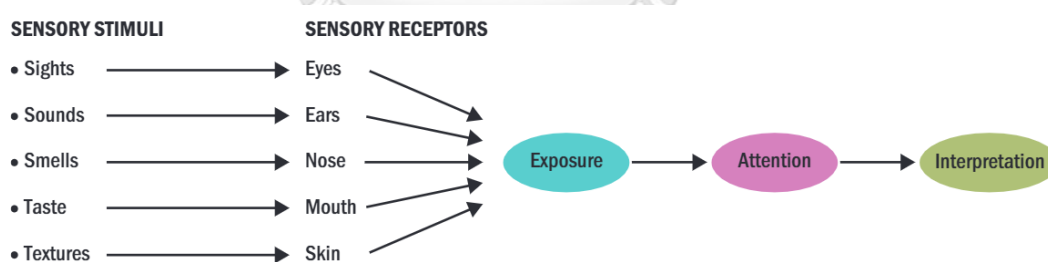 SENSORY STIMULI SENSORY RECEPTORS
• Sights Eyes
• Sounds Ears
• Smells Nose
• Taste Mouth
• Textures Skin
Exposure Attention Interpretation